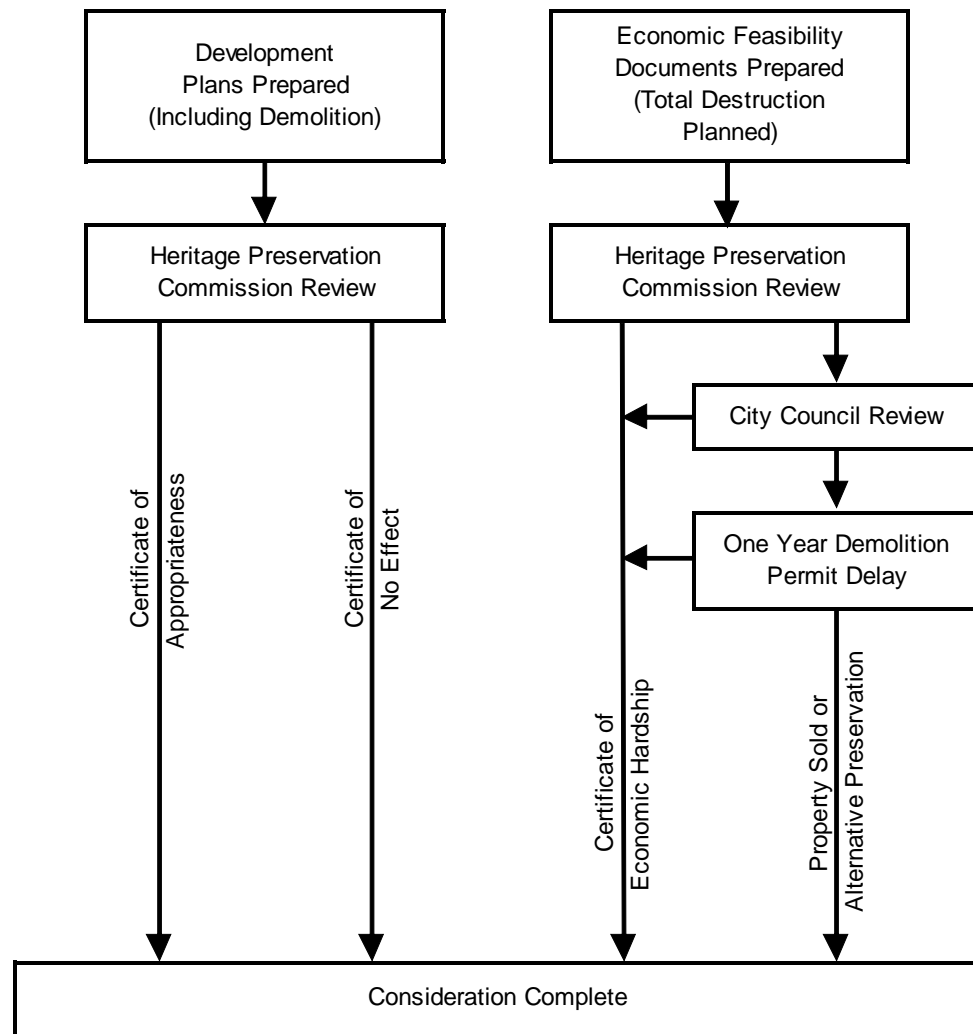 Development
Plans Prepared
(Including Demolition)
Economic Feasibility
Documents Prepared
(Total Destruction
Planned)
Heritage Preservation
Commission Review
Heritage Preservation
Commission Review
City Council Review
One Year Demolition
Permit Delay
Certificate of
Appropriateness
Certificate of
No Effect
Certificate of
Economic Hardship
Property Sold or
Alternative Preservation
Consideration Complete